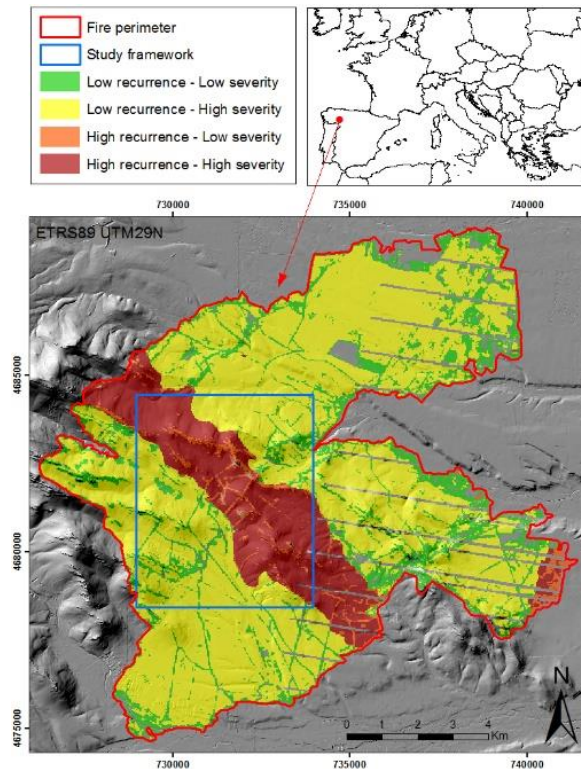 Fire perimeter
Study framework
Low recurrence - Low severity
Low recurrence - High severity
High recurrence - Low severity
High recurrence - High severity
730000 735000 740000
ETRS89 UTM29N
4685000
4680000
4675000
N
0 1 2 3 4
Km
730000 735000 740000